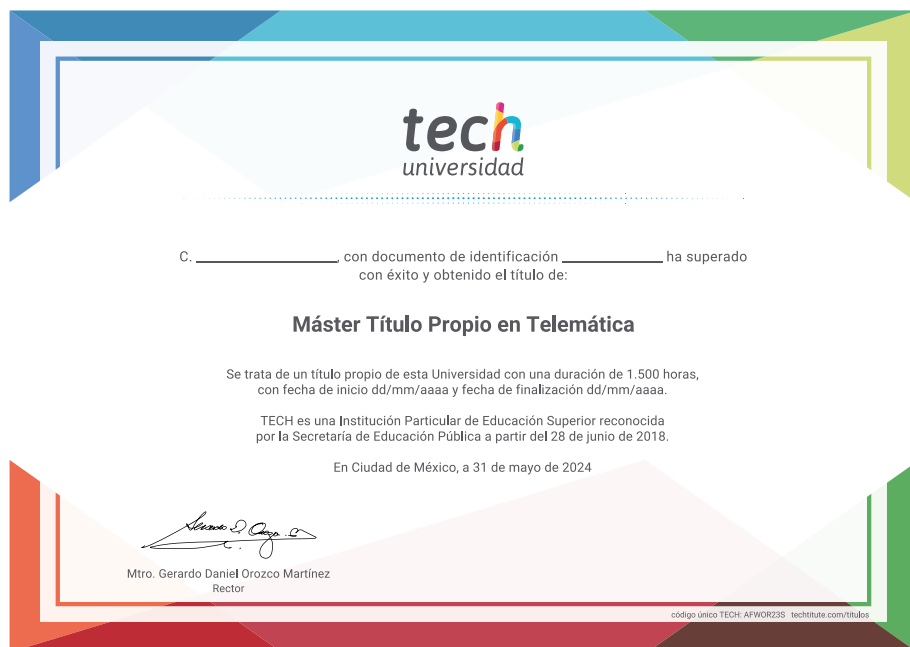 tech
universidad
C. ____________________, con documento de identificación ______________ ha superado
con éxito y obtenido el título de:
Máster Título Propio en Telemática
Se trata de un título propio de esta Universidad con una duración de 1.500 horas,
con fecha de inicio dd/mm/aaaa y fecha de finalización dd/mm/aaaa.
TECH es una Institución Particular de Educación Superior reconocida
por la Secretaría de Educación Pública a partir del 28 de junio de 2018.
En Ciudad de México, a 31 de mayo de 2024
Mtro. Gerardo Daniel Orozco Martínez
Rector
código único TECH: AFWOR23S techtitute.com/titulos